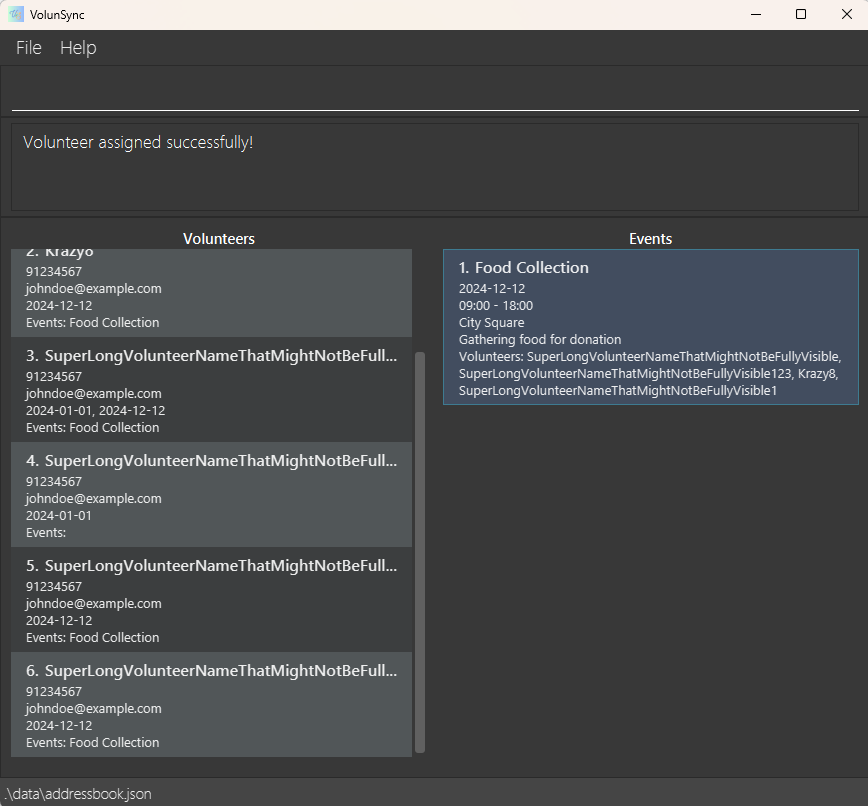 VolunSync
File Help
Volunteer assigned successfully!
Volunteers
2. Krazy8
91234567
johndoe@example.com
2024-12-12
Events: Food Collection
3. SuperLongVolunteerNameThatMightNotBeFull...
91234567
johndoe@example.com
2024-01-01, 2024-12-12
Events: Food Collection
4. SuperLongVolunteerNameThatMightNotBeFull...
91234567
johndoe@example.com
2024-01-01
Events:
5. SuperLongVolunteerNameThatMightNotBeFull...
91234567
johndoe@example.com
2024-12-12
Events: Food Collection
6. SuperLongVolunteerNameThatMightNotBeFull...
91234567
johndoe@example.com
2024-12-12
Events: Food Collection
Events
1. Food Collection
2024-12-12
09:00 - 18:00
City Square
Gathering food for donation
Volunteers: SuperLongVolunteerNameThatMightNotBeFullyVisible,
SuperLongVolunteerNameThatMightNotBeFullyVisible123, Krazy8,
SuperLongVolunteerNameThatMightNotBeFullyVisible1
.\data\addressbook.json